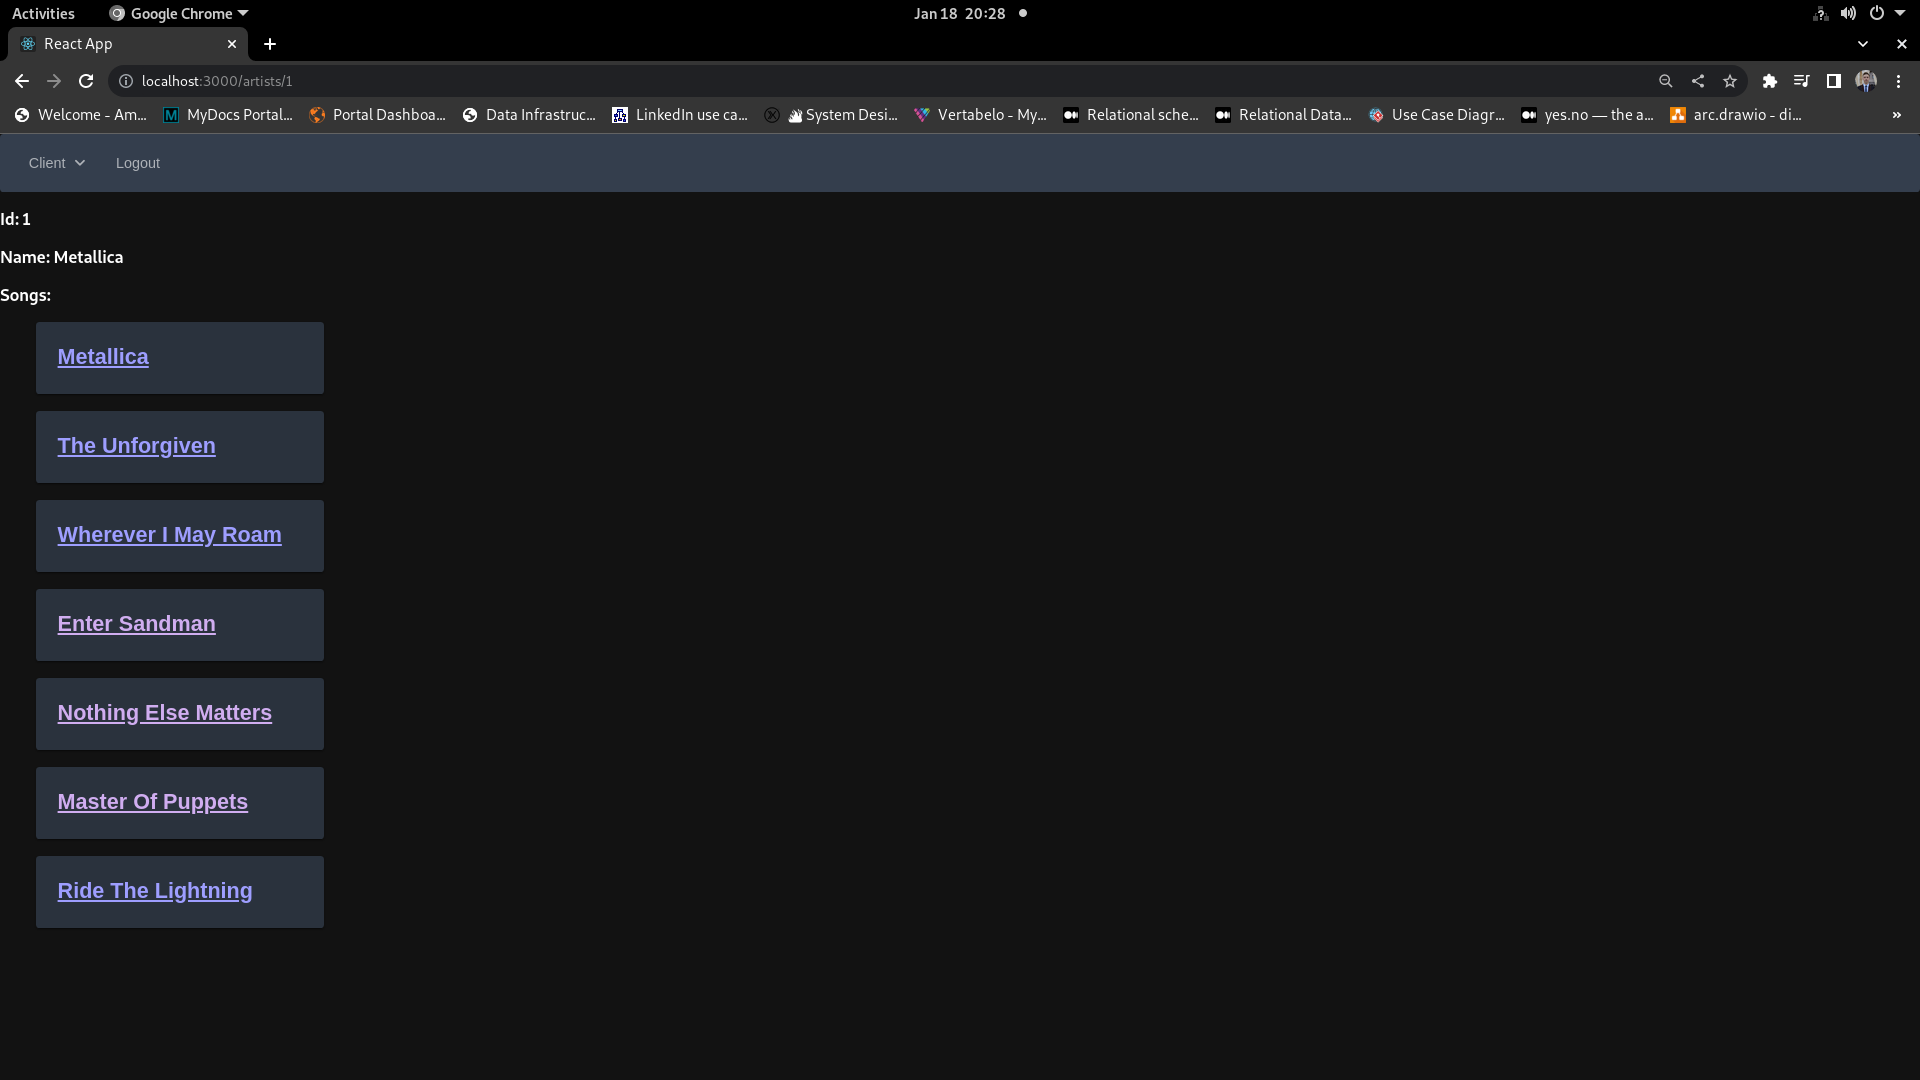 Activities Google Chrome Jan 18 20:28
React App
localhost:3000/artists/1
Welcome - Am... MyDocs Portal... Portal Dashboa... Data Infrastruc... LinkedIn use ca... System Desi... Vertabelo - My... Relational sche... Relational Data... Use Case Diagr... yes.no — the a... arc.drawio - di... »
Client Logout
Id: 1
Name: Metallica
Songs:
Metallica
The Unforgiven
Wherever I May Roam
Enter Sandman
Nothing Else Matters
Master Of Puppets
Ride The Lightning